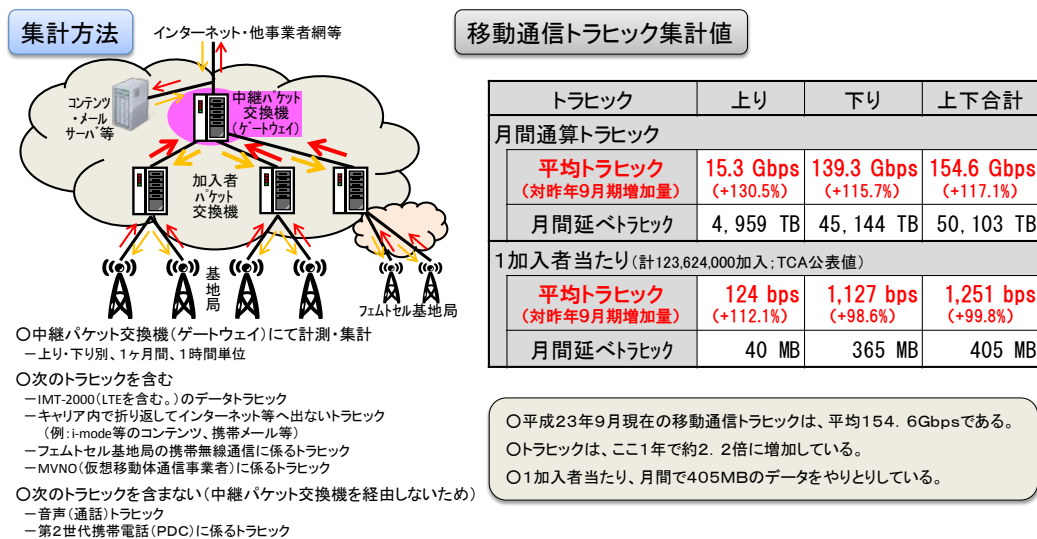 集計方法
インターネット・他事業者網等
コンテンツ
・メール
サーバ等
中継パケット
交換機
(ゲートウェイ)
加入者
パケット
交換機
基
地
局
フェムトセル基地局
○中継パケット交換機(ゲートウェイ)にて計測・集計
－上り・下り別、1ヶ月間、1時間単位
○次のトラヒックを含む
－IMT-2000(LTEを含む。)のデータトラヒック
－キャリア内で折り返してインターネット等へ出ないトラヒック
(例:i-mode等のコンテンツ、携帯メール等)
－フェムトセル基地局の携帯無線通信に係るトラヒック
－MVNO(仮想移動体通信事業者)に係るトラヒック
○次のトラヒックを含まない(中継パケット交換機を経由しないため)
－音声(通話)トラヒック
－第2世代携帯電話(PDC)に係るトラヒック
移動通信トラヒック集計値
トラヒック 上り 下り 上下合計
月間通算トラヒック
平均トラヒック 15.3 Gbps 139.3 Gbps 154.6 Gbps
(対昨年9月期増加量) (+130.5%) (+115.7%) (+117.1%)
月間延べトラヒック 4,959 TB 45,144 TB 50,103 TB
1加入者当たり(計123,624,000加入;TCA公表値)
平均トラヒック 124 bps 1,127 bps 1,251 bps
(対昨年9月期増加量) (+112.1%) (+98.6%) (+99.8%)
月間延べトラヒック 40 MB 365 MB 405 MB
○平成23年9月現在の移動通信トラヒックは、平均154.6Gbpsである。
○トラヒックは、ここ1年で約2.2倍に増加している。
○1加入者当たり、月間で405MBのデータをやりとりしている。